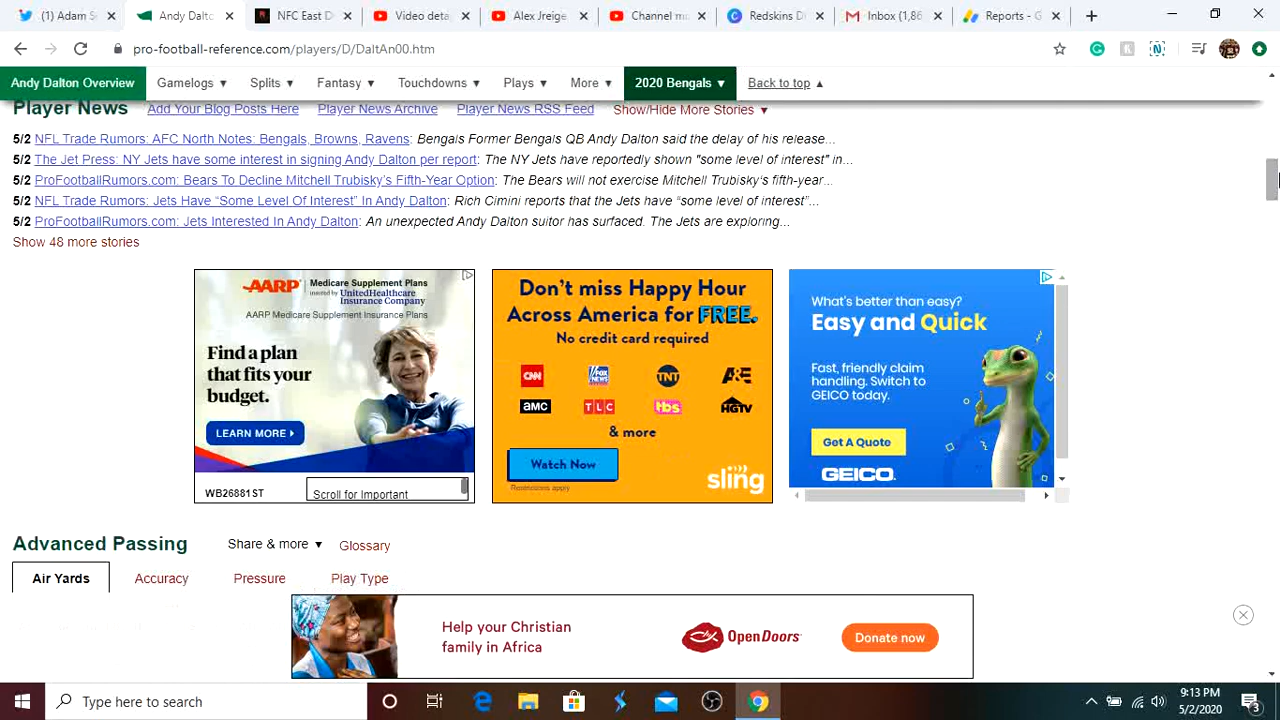 (1) Adam S
Andy Dalto
NFC East D
Video deta
Alex Jreige
Channel mo
Redskins D
Inbox (1,86
Reports - G
pro-football-reference.com/players/D/DaltAn00.htm
Andy Dalton Overview
Gamelogs ▼
Splits ▼
Fantasy ▼
Touchdowns ▼
Plays ▼
More ▼
2020 Bengals ▼
Back to top ▲
Player News
Add Your Blog Posts Here
Player News Archive
Player News RSS Feed
Show/Hide More Stories ▼
5/2 NFL Trade Rumors: AFC North Notes: Bengals, Browns, Ravens: Bengals Former Bengals QB Andy Dalton said the delay of his release...
5/2 The Jet Press: NY Jets have some interest in signing Andy Dalton per report: The NY Jets have reportedly shown "some level of interest" in...
5/2 ProFootballRumors.com: Bears To Decline Mitchell Trubisky's Fifth-Year Option: The Bears will not exercise Mitchell Trubisky's fifth-year...
5/2 NFL Trade Rumors: Jets Have “Some Level Of Interest” In Andy Dalton: Rich Cimini reports that the Jets have “some level of interest”...
5/2 ProFootballRumors.com: Jets Interested In Andy Dalton: An unexpected Andy Dalton suitor has surfaced. The Jets are exploring...
Show 48 more stories
AARP
Medicare Supplement Plans
insured by UnitedHealthcare
Insurance Company
AARP Medicare Supplement Insurance Plans
Find a plan
that fits your
budget.
LEARN MORE
WB26881ST
Scroll for Important
Don't miss Happy Hour
Across America for FREE.
No credit card required
CNN
FOX NEWS
TNT
A&E
AMC
TLC
tbs
HGTV
& more
Watch Now
Restrictions apply.
sling
What's better than easy?
Easy and Quick
Fast, friendly claim
handling. Switch to
GEICO today.
Get A Quote
GEICO.
Advanced Passing
Share & more ▼
Glossary
Air Yards
Accuracy
Pressure
Play Type
Help your Christian
family in Africa
OpenDoors
Donate now
Type here to search
9:13 PM
5/2/2020
3